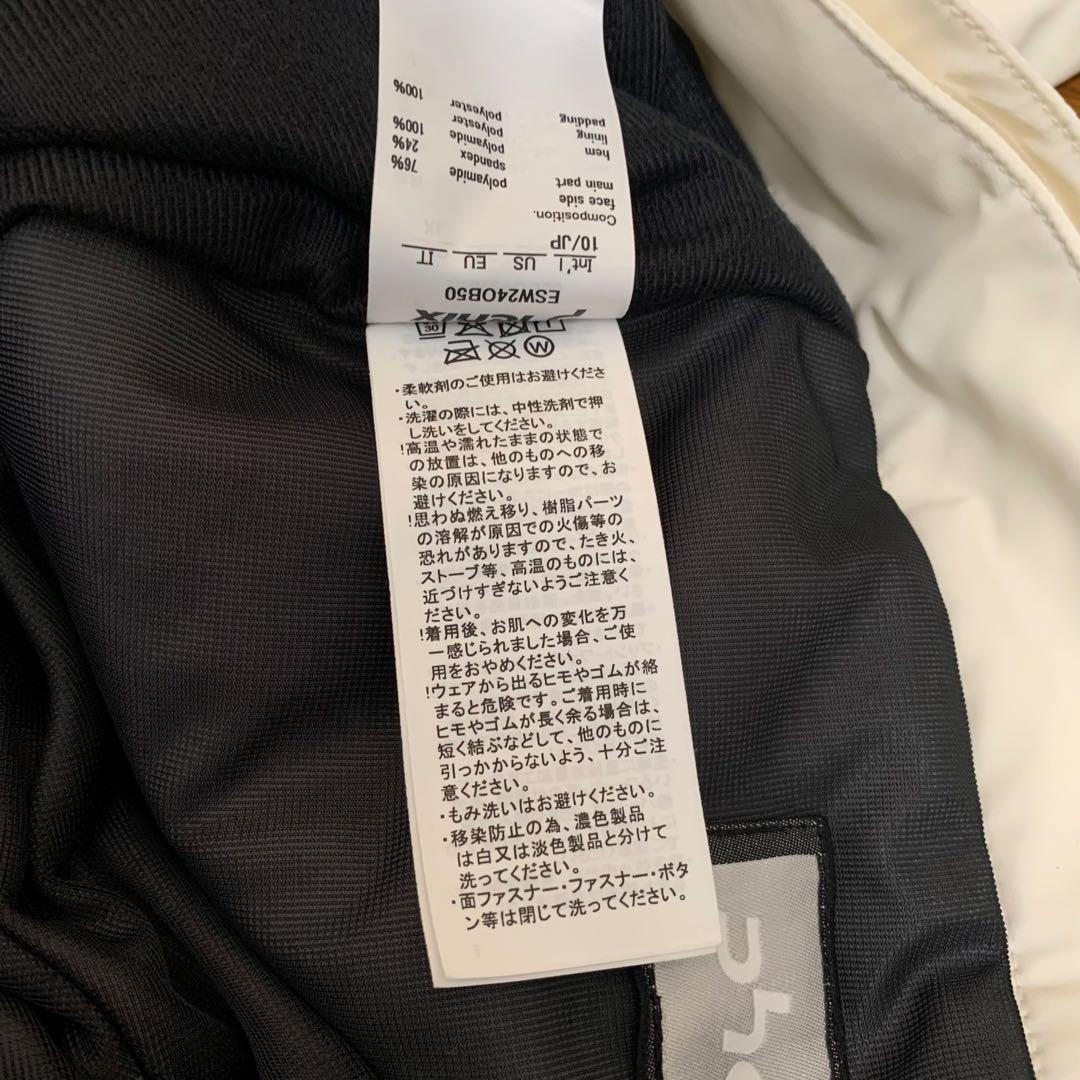 phenix
ESW24OB50
Int'l US EU IT
10/JP
Composition.
face side
main part polyamide 76%
spandex 24%
hem polyamide 100%
lining polyester
padding polyester 100%
30
W
・柔軟剤のご使用はお避けくださ
い。
・洗濯の際には、中性洗剤で押
し洗いをしてください。
!高温や濡れたままの状態で
の放置は、他のものへの移
染の原因になりますので、お
避けください。
!思わぬ燃え移り、樹脂パーツ
の溶解が原因での火傷等の
恐れがありますので、たき火、
ストーブ等、高温のものには、
近づけすぎないようご注意く
ださい。
!着用後、お肌への変化を万
一感じられました場合、ご使
用をおやめください。
!ウェアから出るヒモやゴムが絡
まると危険です。ご着用時に
ヒモやゴムが長く余る場合は、
短く結ぶなどして、他のものに
引っかからないよう、十分ご注
意ください。
・もみ洗いはお避けください。
・移染防止の為、濃色製品
は白又は淡色製品と分けて
洗ってください。
・面ファスナー・ファスナー・ボタ
ン等は閉じて洗ってください。